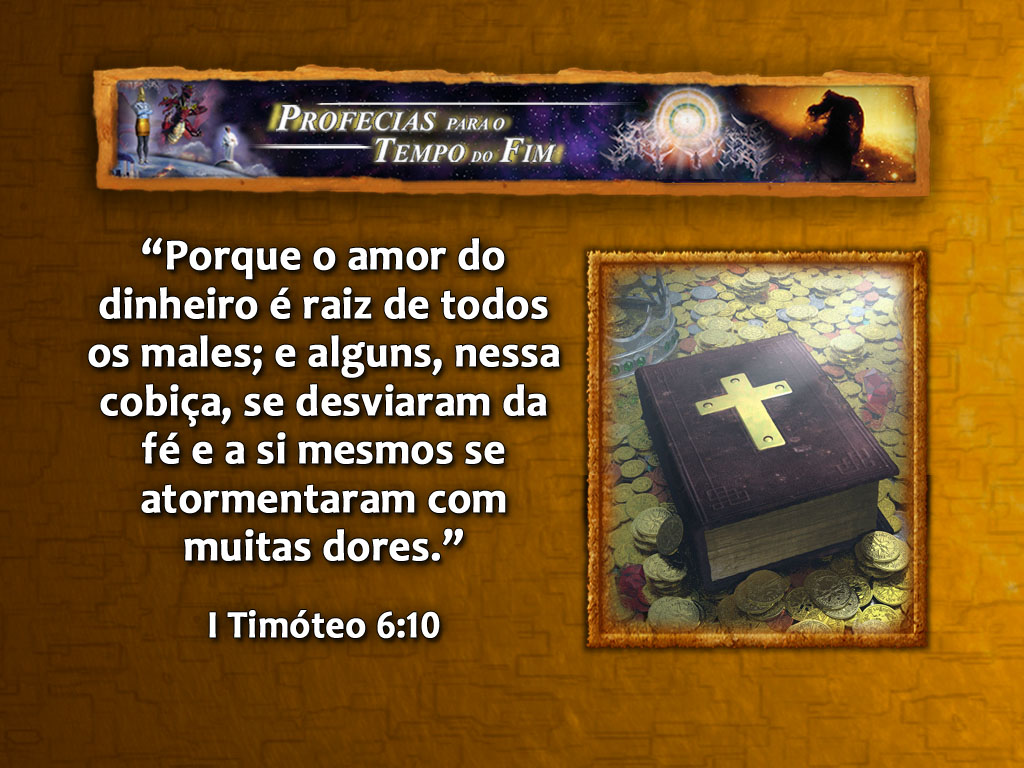 PROFECIAS PARA O
TEMPO DO FIM
“Porque o amor do
dinheiro é raiz de todos
os males; e alguns, nessa
cobiça, se desviaram da
fé e a si mesmos se
atormentaram com
muitas dores.”
I Timóteo 6:10